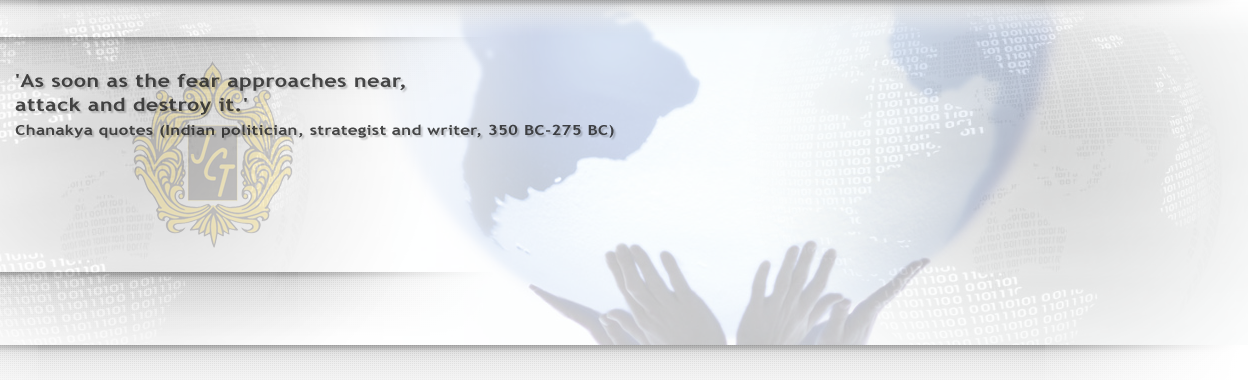 'As soon as the fear approaches near,
attack and destroy it.'
Chanakya quotes (Indian politician, strategist and writer, 350 BC-275 BC)
JCT